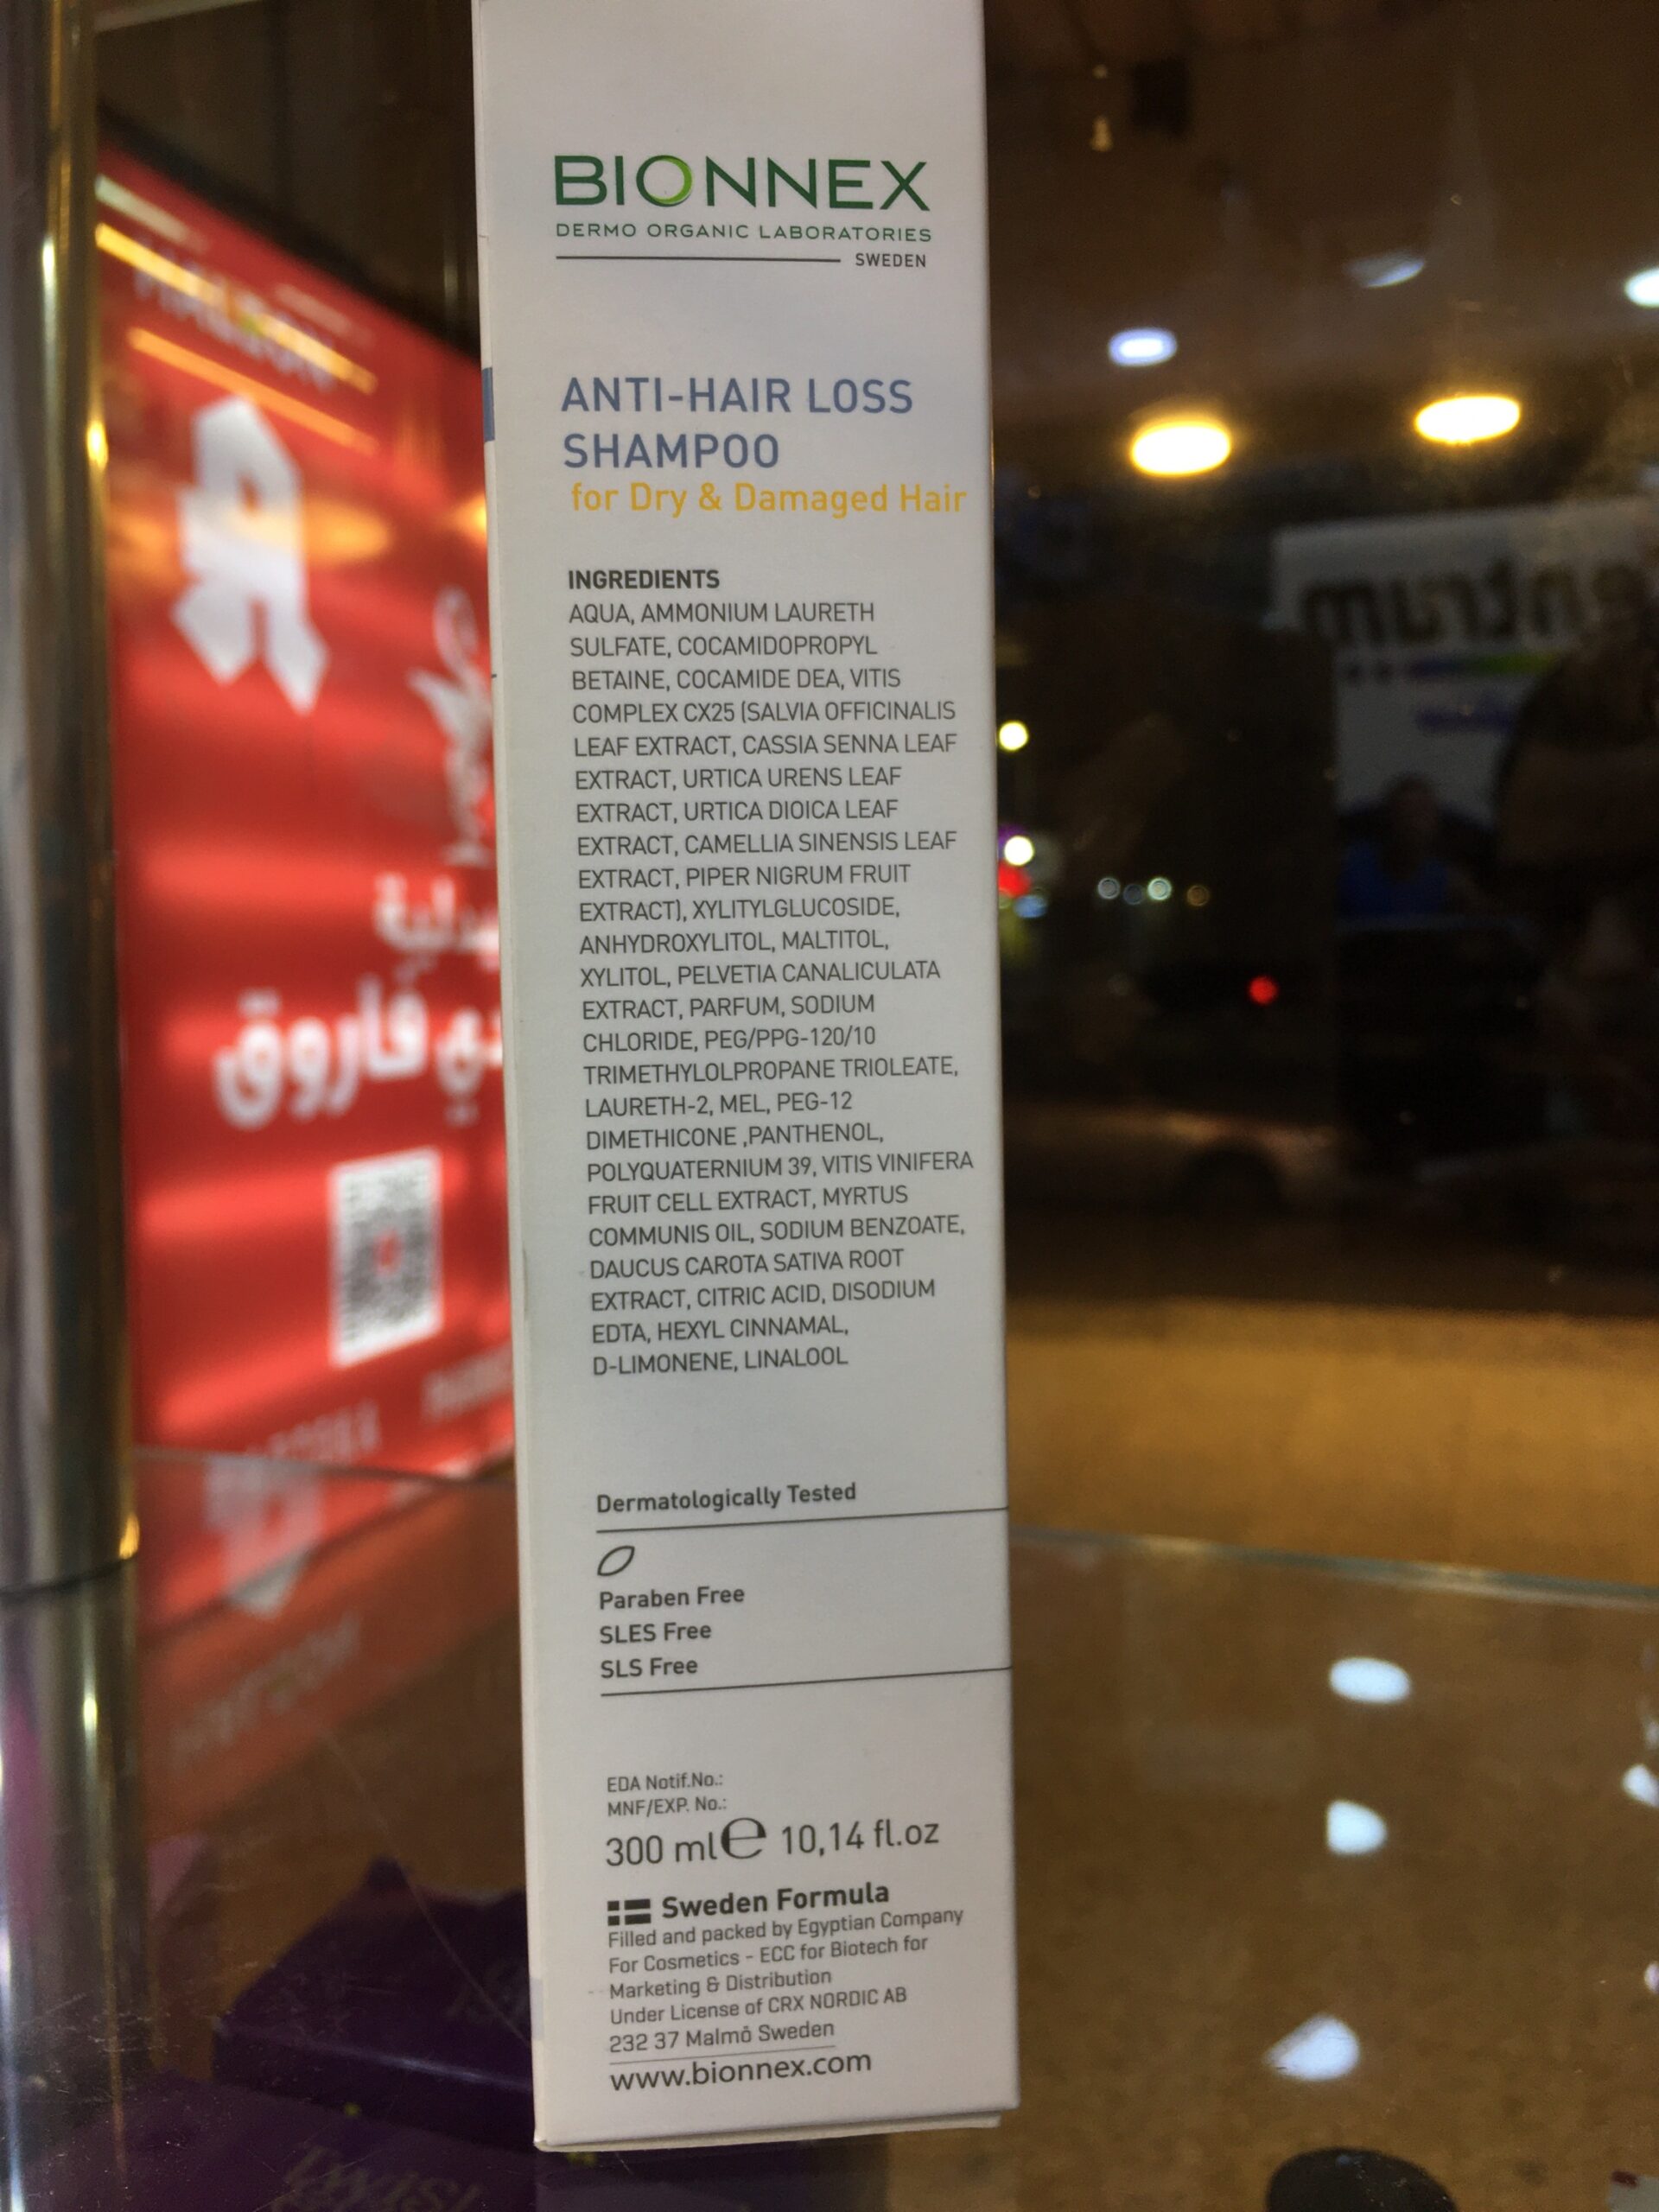 BIONNEX
DERMO ORGANIC LABORATORIES
SWEDEN
ANTI-HAIR LOSS
SHAMPOO
for Dry & Damaged Hair
INGREDIENTS
AQUA, AMMONIUM LAURETH
SULFATE, COCAMIDOPROPYL
BETAINE, COCAMIDE DEA, VITIS
COMPLEX CX25 (SALVIA OFFICINALIS
LEAF EXTRACT, CASSIA SENNA LEAF
EXTRACT, URTICA URENS LEAF
EXTRACT, URTICA DIOICA LEAF
EXTRACT, CAMELLIA SINENSIS LEAF
EXTRACT, PIPER NIGRUM FRUIT
EXTRACT), XYLITYLGLUCOSIDE,
ANHYDROXYLITOL, MALTITOL,
XYLITOL, PELVETIA CANALICULATA
EXTRACT, PARFUM, SODIUM
CHLORIDE, PEG/PPG-120/10
TRIMETHYLOLPROPANE TRIOLEATE,
LAURETH-2, MEL, PEG-12
DIMETHICONE ,PANTHENOL,
POLYQUATERNIUM 39, VITIS VINIFERA
FRUIT CELL EXTRACT, MYRTUS
COMMUNIS OIL, SODIUM BENZOATE,
DAUCUS CAROTA SATIVA ROOT
EXTRACT, CITRIC ACID, DISODIUM
EDTA, HEXYL CINNAMAL,
D-LIMONENE, LINALOOL
Dermatologically Tested
Paraben Free
SLES Free
SLS Free
EDA Notif.No.:
MNF/EXP. No.:
300 ml e 10,14 fl.oz
Sweden Formula
Filled and packed by Egyptian Company
For Cosmetics - ECC for Biotech for
Marketing & Distribution
Under License of CRX NORDIC AB
232 37 Malmö Sweden
www.bionnex.com
فاروق